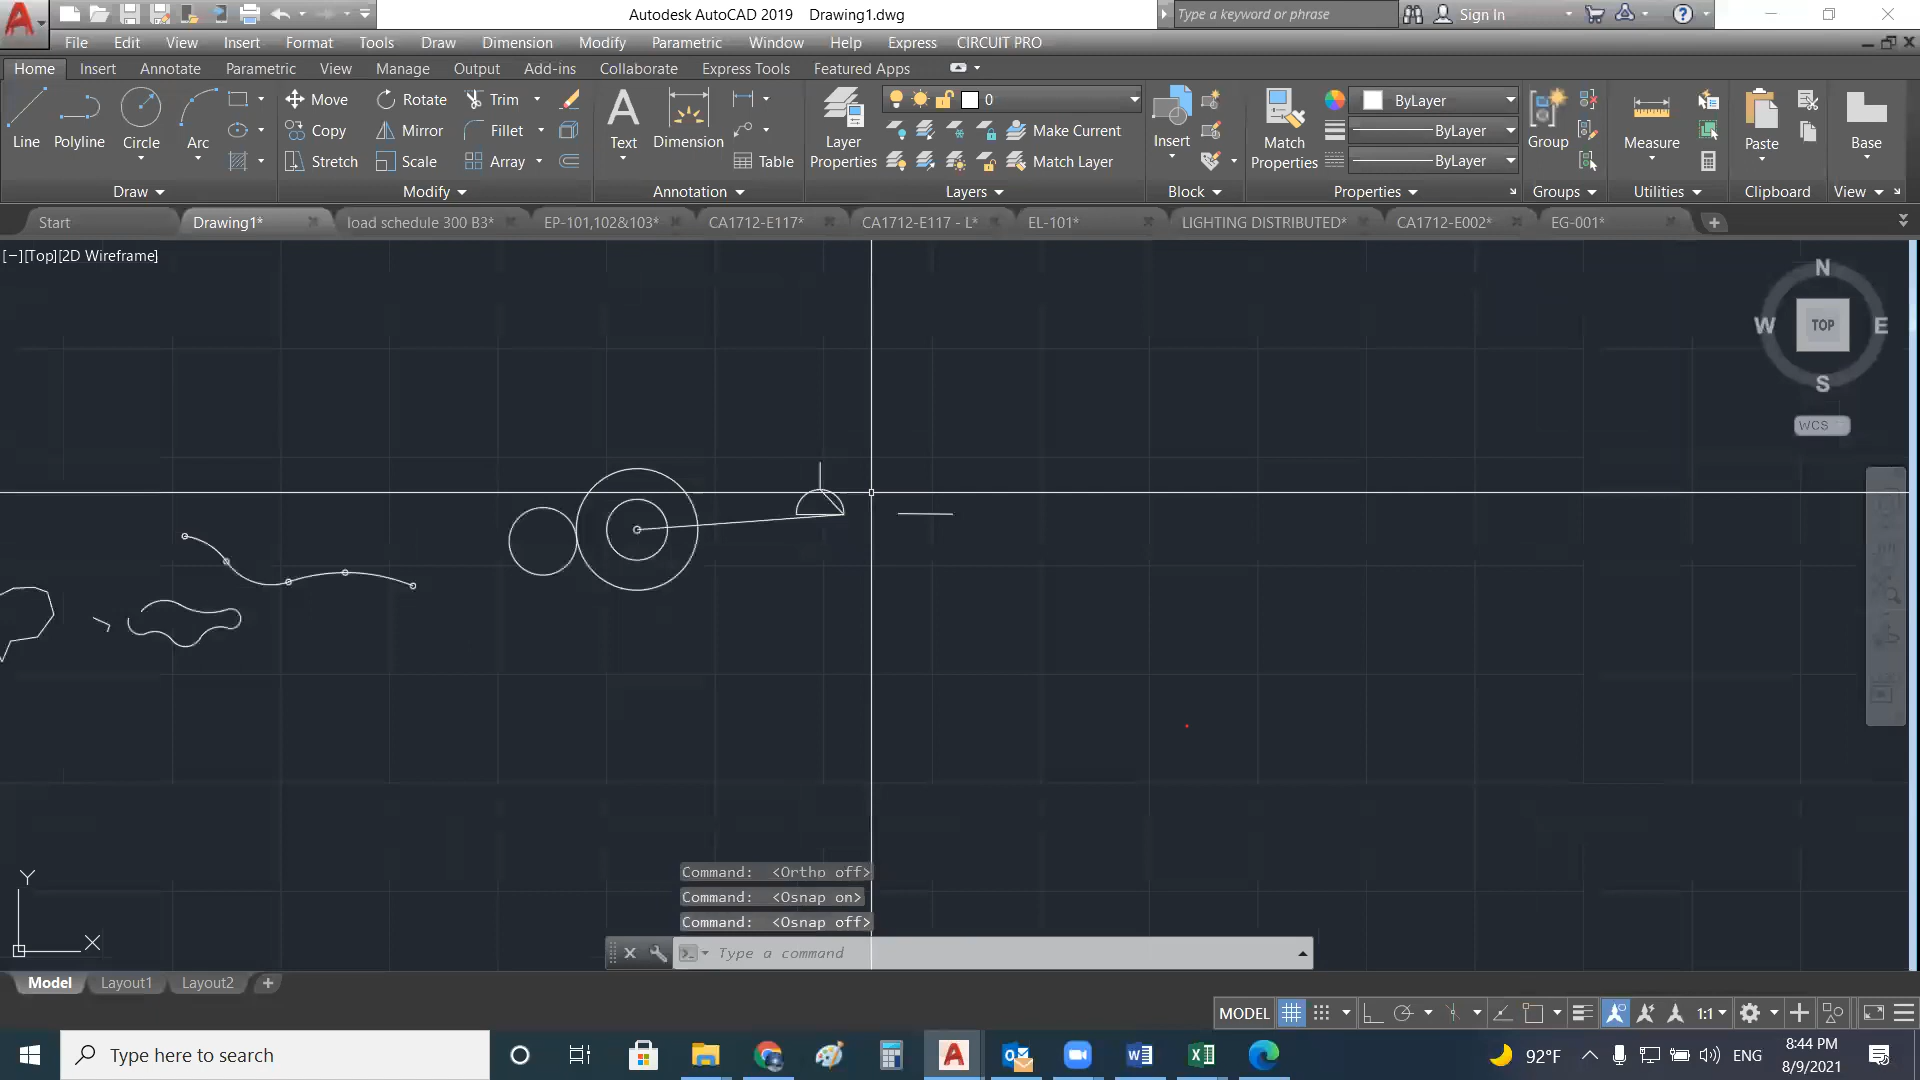 Autodesk AutoCAD 2019 Drawing1.dwg
Type a keyword or phrase
Sign In
File Edit View Insert Format Tools Draw Dimension Modify Parametric Window Help Express CIRCUIT PRO
Home Insert Annotate Parametric View Manage Output Add-ins Collaborate Express Tools Featured Apps
Move Rotate Trim
0
ByLayer
Line Polyline Circle Arc
Copy Mirror Fillet
Text Dimension
Layer Properties
Make Current
Insert
Match Properties
ByLayer
Group Measure Paste Base
Stretch Scale Array
Table
Match Layer
ByLayer
Draw Modify Annotation Layers Block Properties Groups Utilities Clipboard View
Start Drawing1* load schedule 300 B3* EP-101,102&103* CA1712-E117* CA1712-E117 - L* EL-101* LIGHTING DISTRIBUTED* CA1712-E002* EG-001*
[−][Top][2D Wireframe]
N
W TOP E
S
WCS
Command: <Ortho off>
Command: <Osnap on>
Command: <Osnap off>
Type a command
Y
X
Model Layout1 Layout2
MODEL 1:1
Type here to search
92°F ENG
8:44 PM
8/9/2021